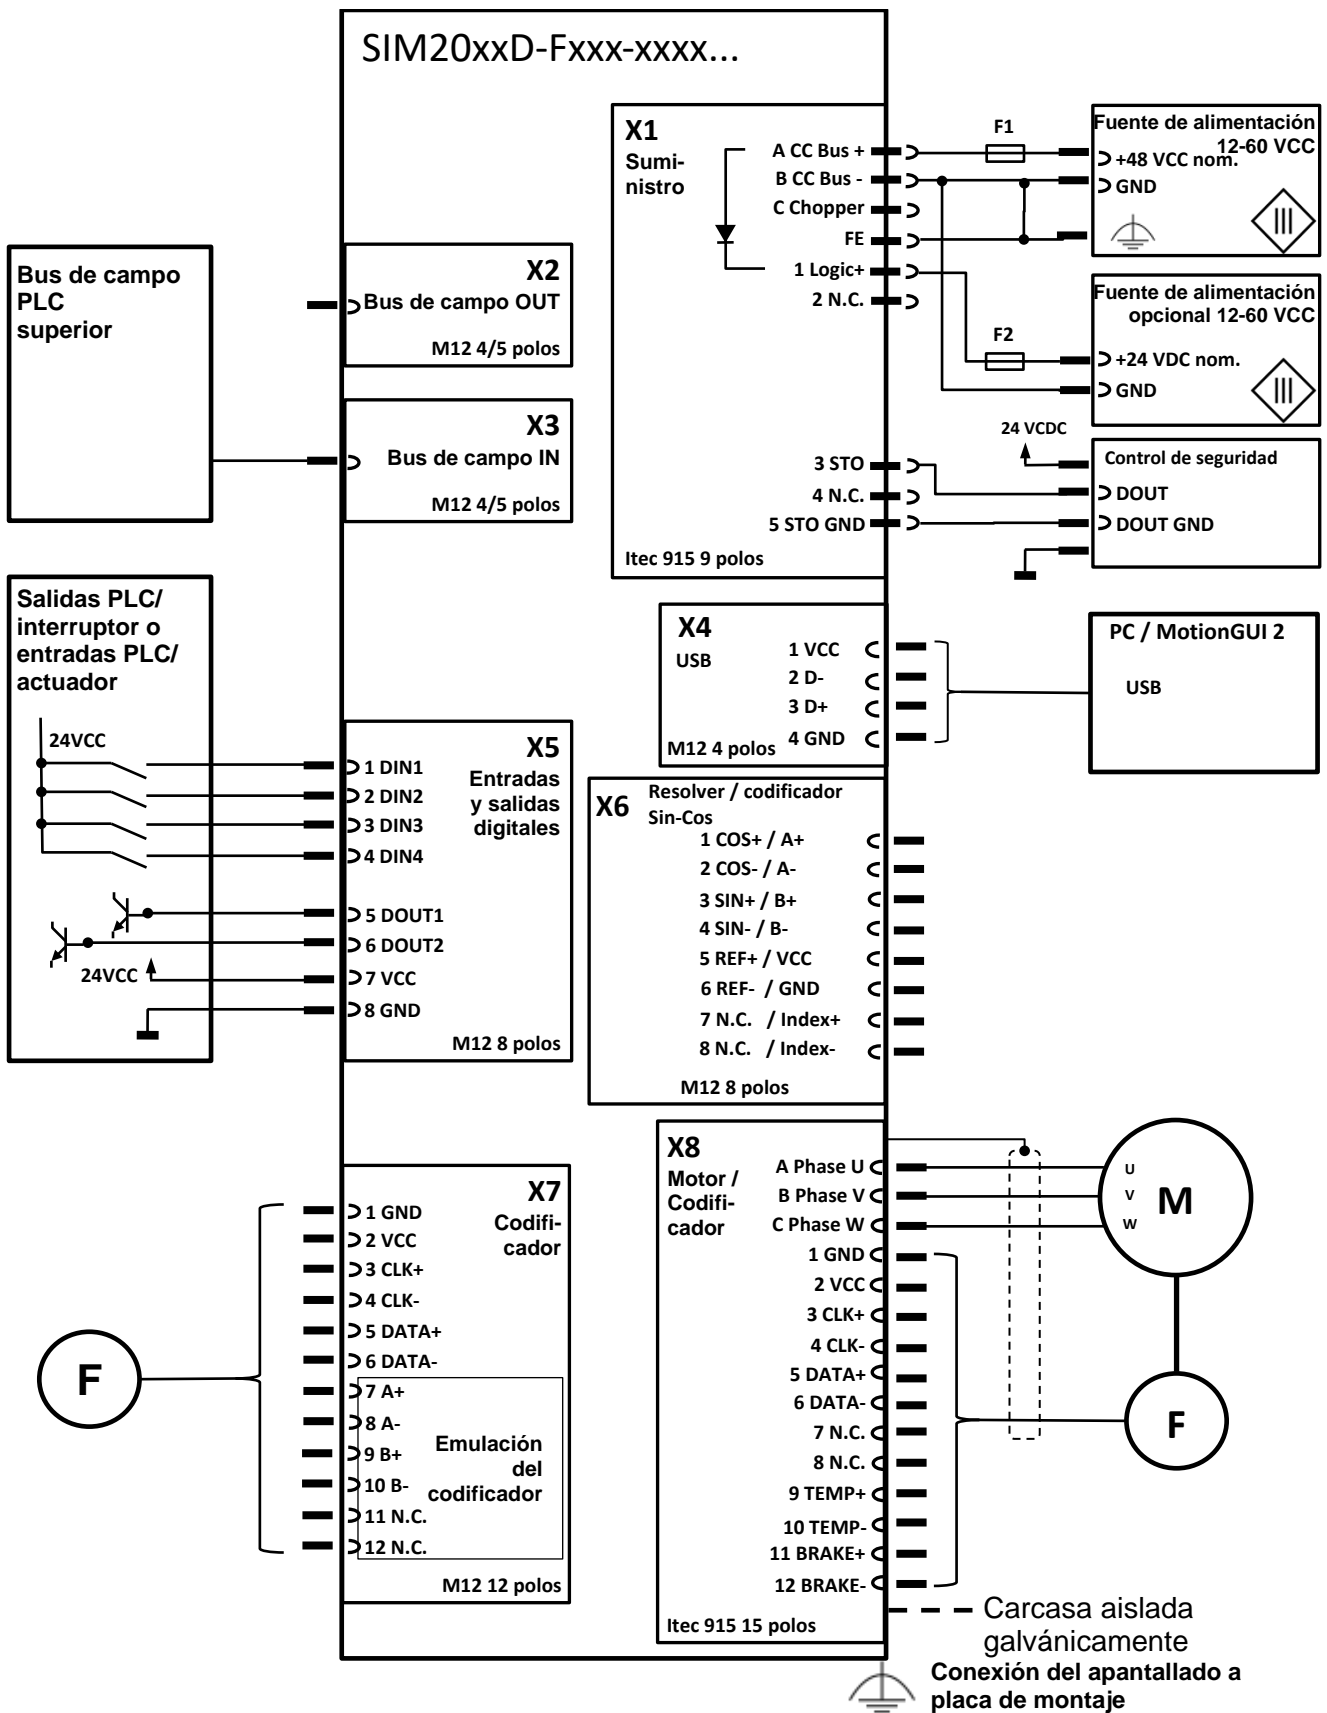 SIM20xxD-Fxxx-xxxx...
X1
Sumi-
nistro
A CC Bus +
B CC Bus -
C Chopper
FE
1 Logic+
2 N.C.
3 STO
4 N.C.
5 STO GND
Itec 915 9 polos
F1
Fuente de alimentación
12-60 VCC
+48 VCC nom.
GND
III
Fuente de alimentación
opcional 12-60 VCC
F2
+24 VDC nom.
GND
III
24 VCDC
Control de seguridad
DOUT
DOUT GND
Bus de campo
PLC
superior
X2
Bus de campo OUT
M12 4/5 polos
X3
Bus de campo IN
M12 4/5 polos
Salidas PLC/
interruptor o
entradas PLC/
actuador
24VCC
24VCC
X5
Entradas
y salidas
digitales
1 DIN1
2 DIN2
3 DIN3
4 DIN4
5 DOUT1
6 DOUT2
7 VCC
8 GND
M12 8 polos
X4
USB
1 VCC
2 D-
3 D+
4 GND
M12 4 polos
PC / MotionGUI 2
USB
X6
Resolver / codificador
Sin-Cos
1 COS+ / A+
2 COS- / A-
3 SIN+ / B+
4 SIN- / B-
5 REF+ / VCC
6 REF- / GND
7 N.C. / Index+
8 N.C. / Index-
M12 8 polos
X7
Codifi-
cador
1 GND
2 VCC
3 CLK+
4 CLK-
5 DATA+
6 DATA-
7 A+
8 A-
9 B+
10 B-
11 N.C.
12 N.C.
Emulación
del
codificador
M12 12 polos
F
X8
Motor /
Codifi-
cador
A Phase U
B Phase V
C Phase W
1 GND
2 VCC
3 CLK+
4 CLK-
5 DATA+
6 DATA-
7 N.C.
8 N.C.
9 TEMP+
10 TEMP-
11 BRAKE+
12 BRAKE-
Itec 915 15 polos
U
V
W
M
F
Carcasa aislada
galvánicamente
Conexión del apantallado a
placa de montaje